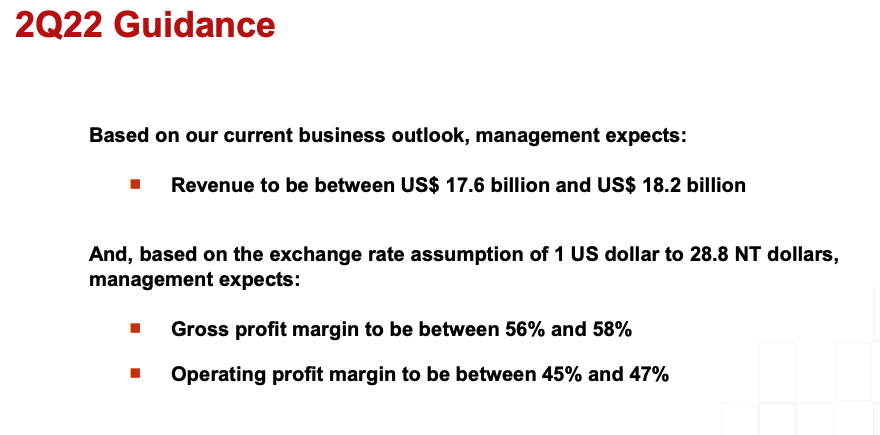 2Q22 Guidance
Based on our current business outlook, management expects:
Revenue to be between US$ 17.6 billion and US$ 18.2 billion
And, based on the exchange rate assumption of 1 US dollar to 28.8 NT dollars,
management expects:
Gross profit margin to be between 56% and 58%
Operating profit margin to be between 45% and 47%